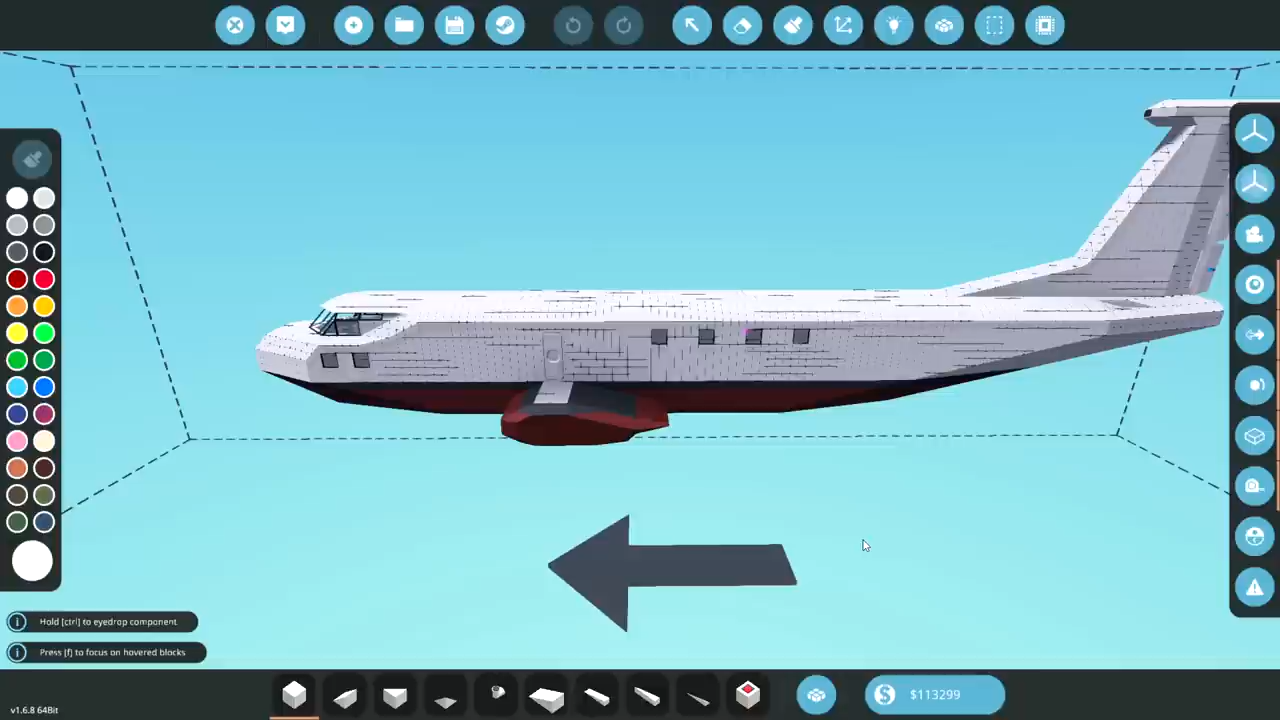 Hold [ctrl] to eyedrop component
Press [f] to focus on hovered blocks
v1.6.8 64Bit
$113299